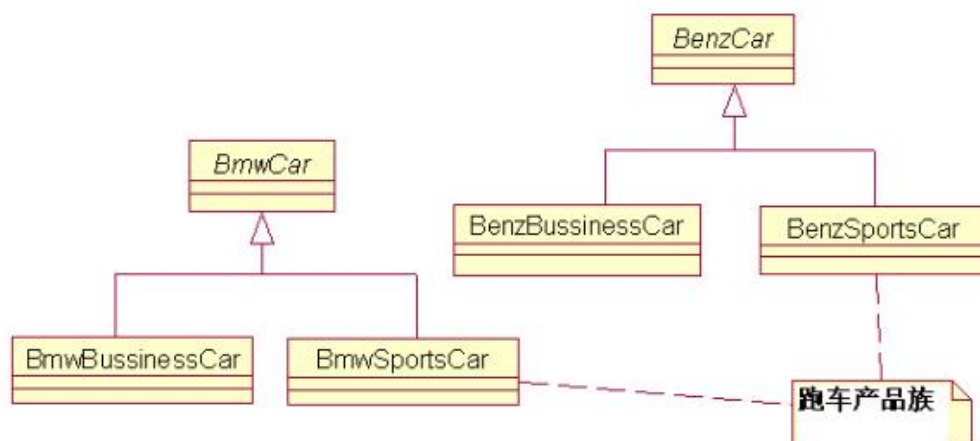 BenzCar
BmwCar
BenzBussinessCar
BenzSportsCar
BmwBussinessCar
BmwSportsCar
跑车产品族